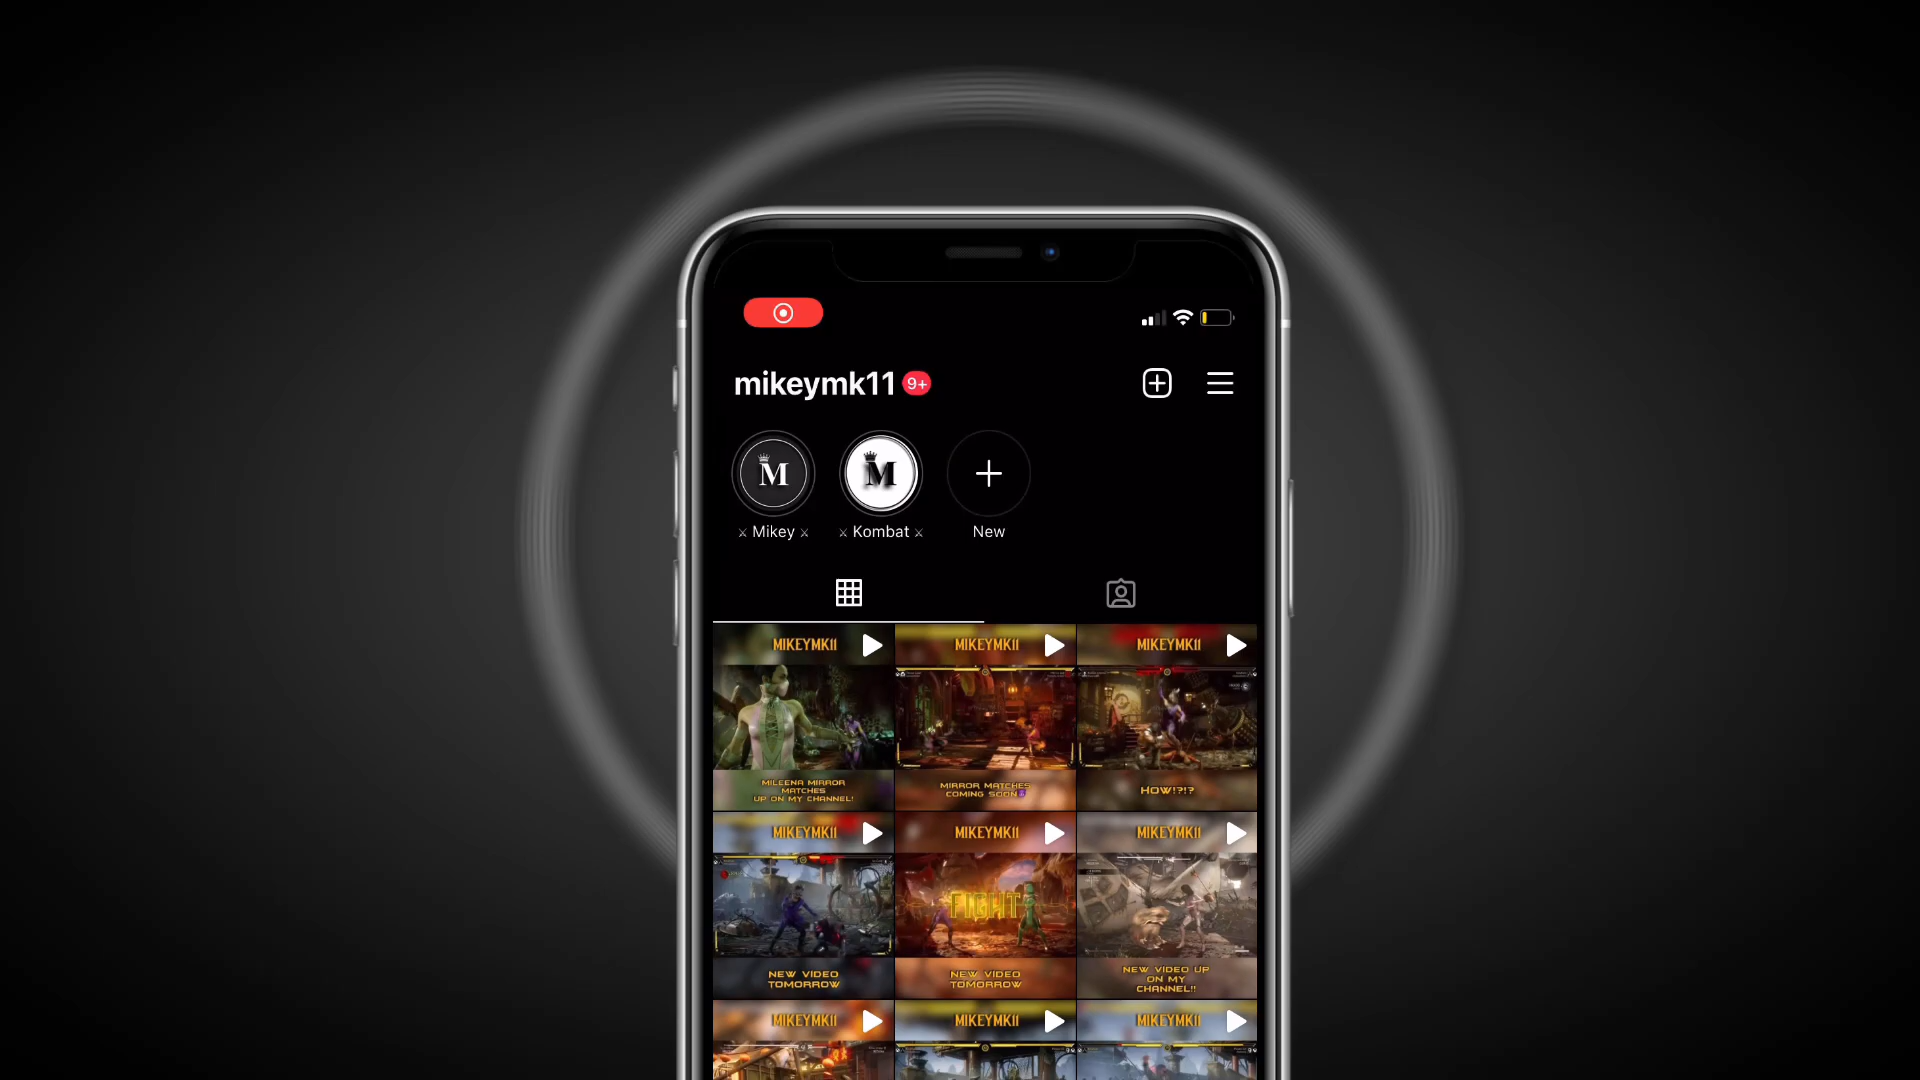 mikeymk11 9+
M
M
⚔ Mikey ⚔
⚔ Kombat ⚔
New
MIKEYMK11
MIKEYMK11
MIKEYMK11
MILEENA MIRROR
MATCHES
UP ON MY CHANNEL!
MIRROR MATCHES
COMING SOON
HOW!?!?
MIKEYMK11
MIKEYMK11
MIKEYMK11
FIGHT
NEW VIDEO
TOMORROW
NEW VIDEO
TOMORROW
NEW VIDEO UP
ON MY
CHANNEL!!
MIKEYMK11
MIKEYMK11
MIKEYMK11